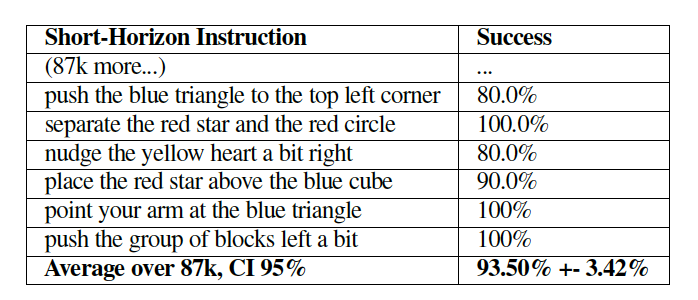 Short-Horizon Instruction Success
(87k more...) ...
push the blue triangle to the top left corner 80.0%
separate the red star and the red circle 100.0%
nudge the yellow heart a bit right 80.0%
place the red star above the blue cube 90.0%
point your arm at the blue triangle 100%
push the group of blocks left a bit 100%
Average over 87k, CI 95% 93.50% +- 3.42%